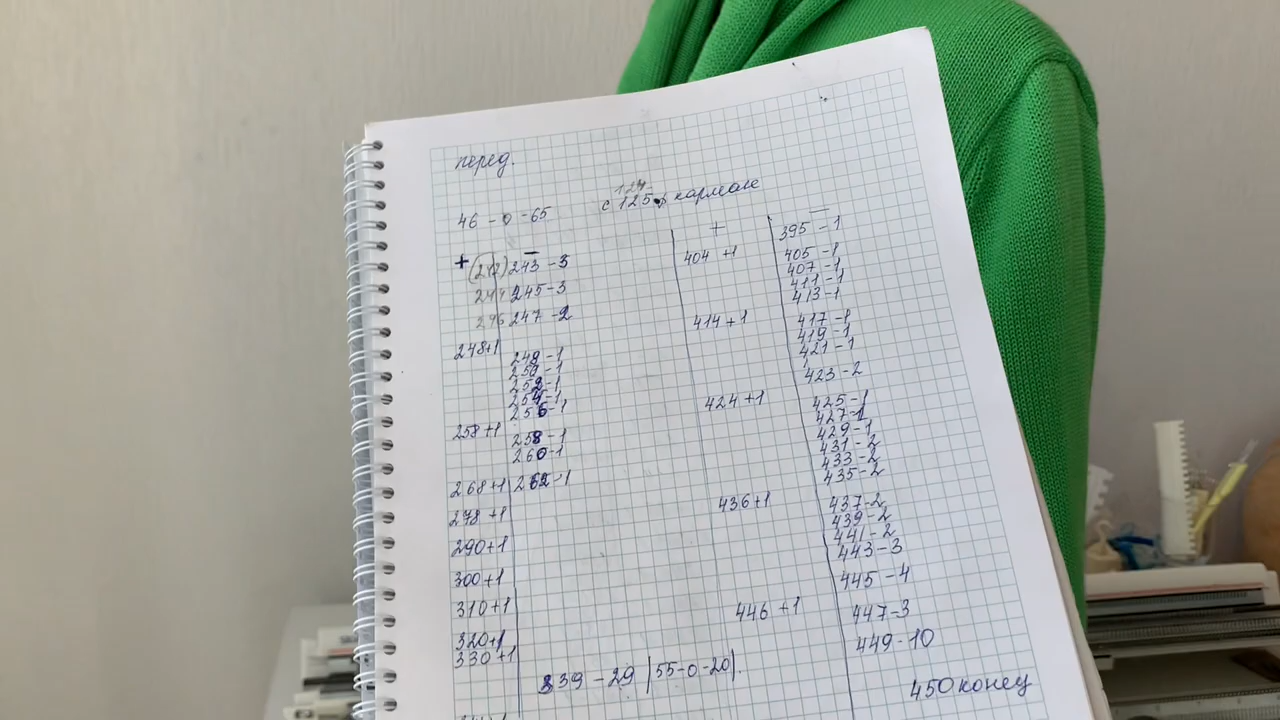 перед.
124
46 - 0 - 65 с 125 р карман
+ -
(242) 243 - 3
244 245 - 3
246 247 - 2
248+1
249 - 1
250 - 1
252 - 1
254 - 1
256 - 1
258+1
258 - 1
260 - 1
268+1 262 - 1
278+1
290+1
300+1
310+1
320+1
330+1
339 - 29 |55-0-20|.
+ -
395 - 1
404 +1
405 - 1
407 - 1
411 - 1
413 - 1
414+1
417 - 1
419 - 1
421 - 1
423 - 2
424+1
425 - 1
427 - 1
429 - 1
431 - 2
433 - 2
435 - 2
436+1
437 - 2
439 - 2
441 - 2
443 - 3
445 - 4
446 +1
447 - 3
449 - 10
450 конец